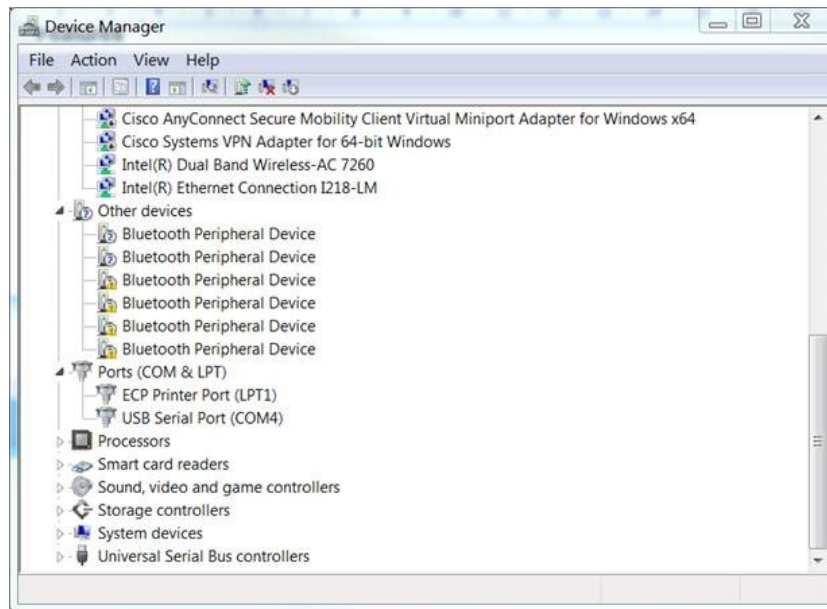 Device Manager
File Action View Help
Cisco AnyConnect Secure Mobility Client Virtual Miniport Adapter for Windows x64
Cisco Systems VPN Adapter for 64-bit Windows
Intel(R) Dual Band Wireless-AC 7260
Intel(R) Ethernet Connection I218-LM
Other devices
Bluetooth Peripheral Device
Bluetooth Peripheral Device
Bluetooth Peripheral Device
Bluetooth Peripheral Device
Bluetooth Peripheral Device
Bluetooth Peripheral Device
Ports (COM & LPT)
ECP Printer Port (LPT1)
USB Serial Port (COM4)
Processors
Smart card readers
Sound, video and game controllers
Storage controllers
System devices
Universal Serial Bus controllers